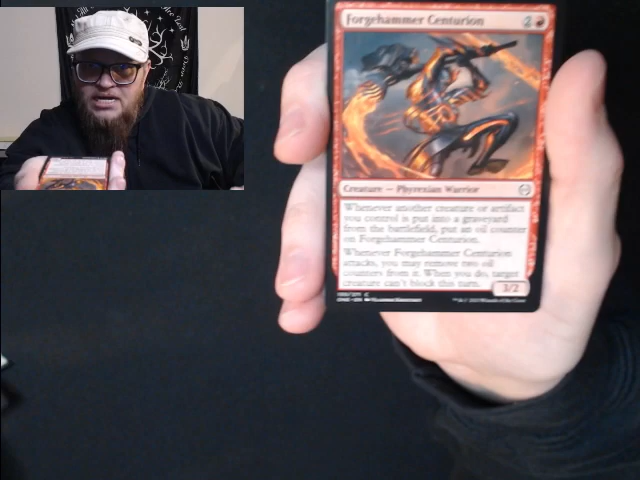 Forgehammer Centurion 2
Creature — Phyrexian Warrior
Whenever another creature or artifact
you control is put into a graveyard
from the battlefield, put an oil counter
on Forgehammer Centurion.
Whenever Forgehammer Centurion
attacks, you may remove two oil
counters from it. When you do, target
creature can't block this turn.
3/2